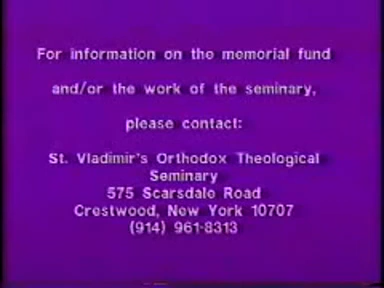 For information on the memorial fund
and/or the work of the seminary,
please contact:
St. Vladimir's Orthodox Theological
Seminary
575 Scarsdale Road
Crestwood, New York 10707
(914) 961-8313